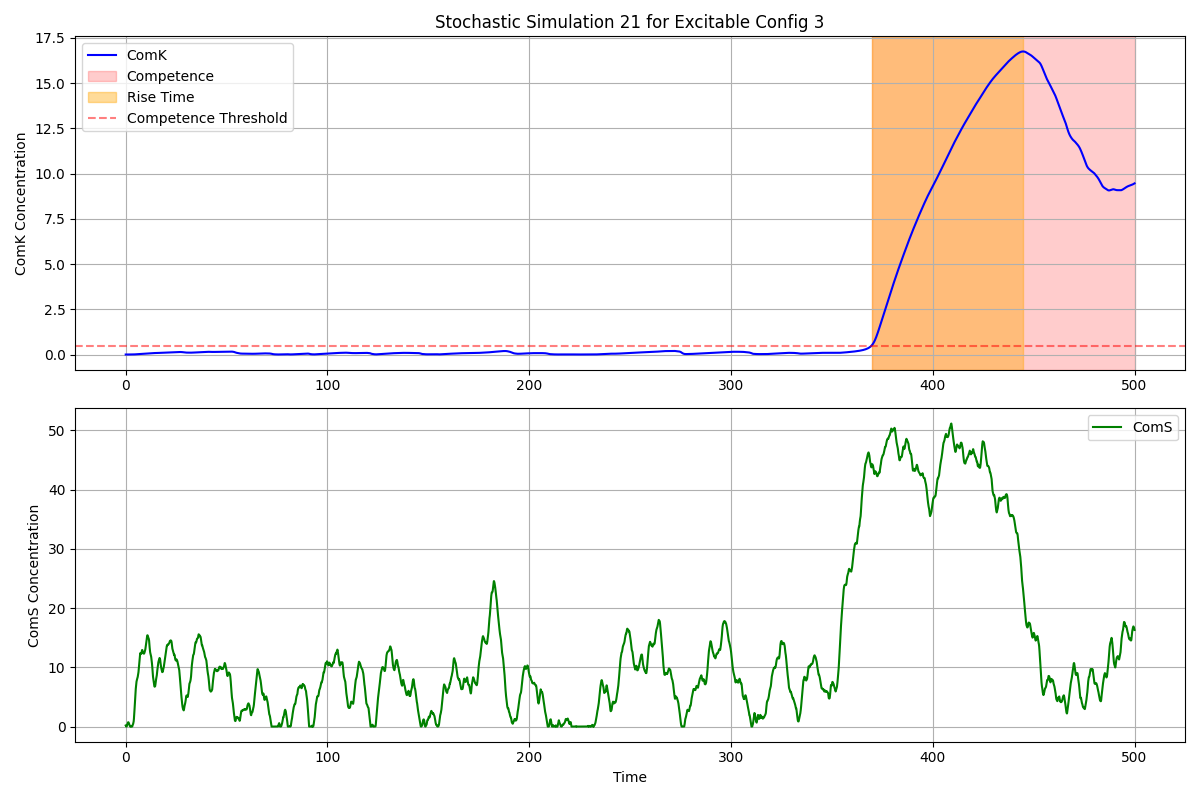 Stochastic Simulation 21 for Excitable Config 3
17.5
15.0
12.5
10.0
7.5
5.0
2.5
0.0
ComK Concentration
ComK
Competence
Rise Time
Competence Threshold
0
100
200
300
400
500
50
40
30
20
10
0
ComS Concentration
ComS
0
100
200
300
400
500
Time